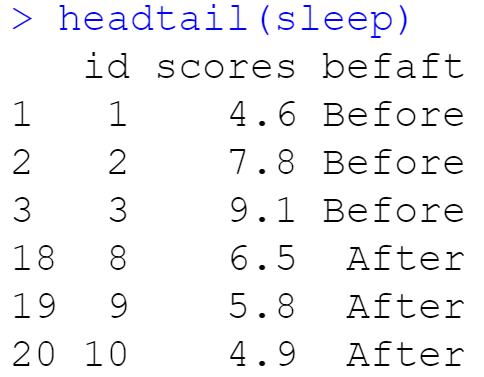 > headtail(sleep)
   id scores befaft
1   1    4.6 Before
2   2    7.8 Before
3   3    9.1 Before
18  8    6.5  After
19  9    5.8  After
20 10    4.9  After